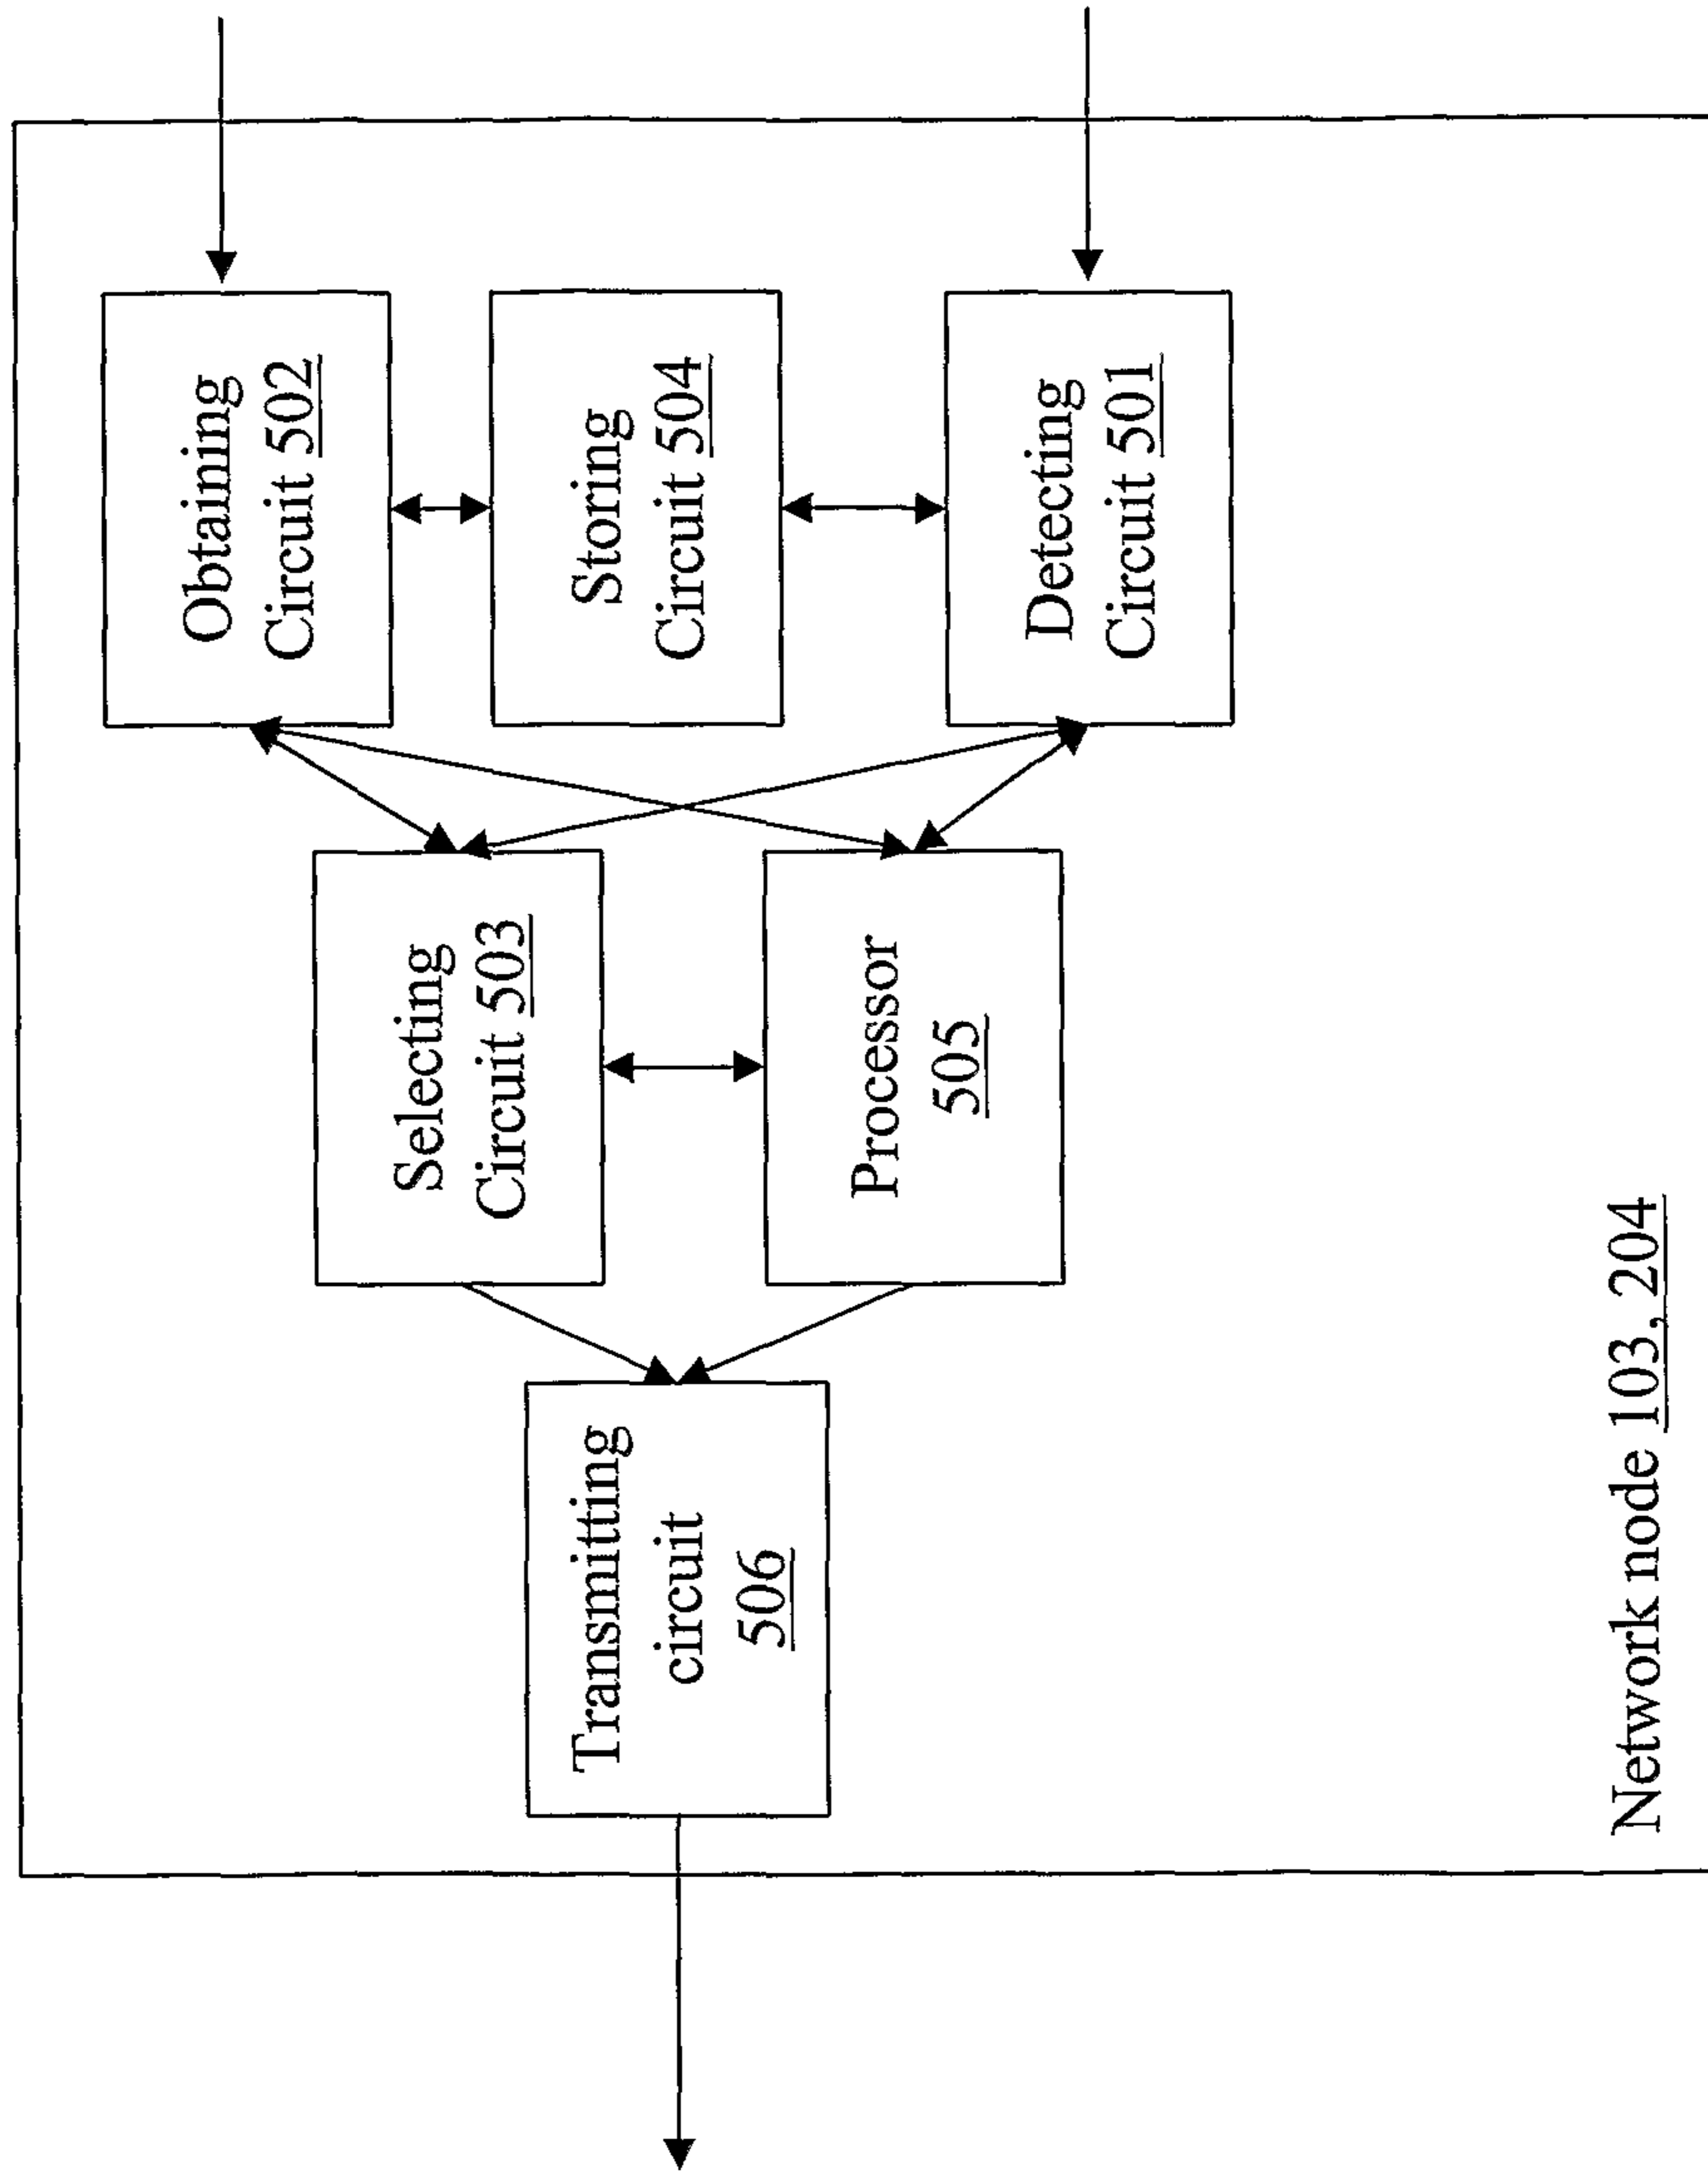 Obtaining
Circuit 502
Storing
Circuit 504
Detecting
Circuit 501
Selecting
Circuit 503
Processor
505
Transmitting
circuit
506
Network node 103, 204